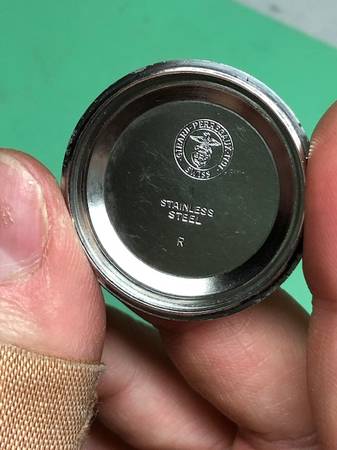 GIRARD-PERREGAUX
SWISS
STAINLESS
STEEL
R